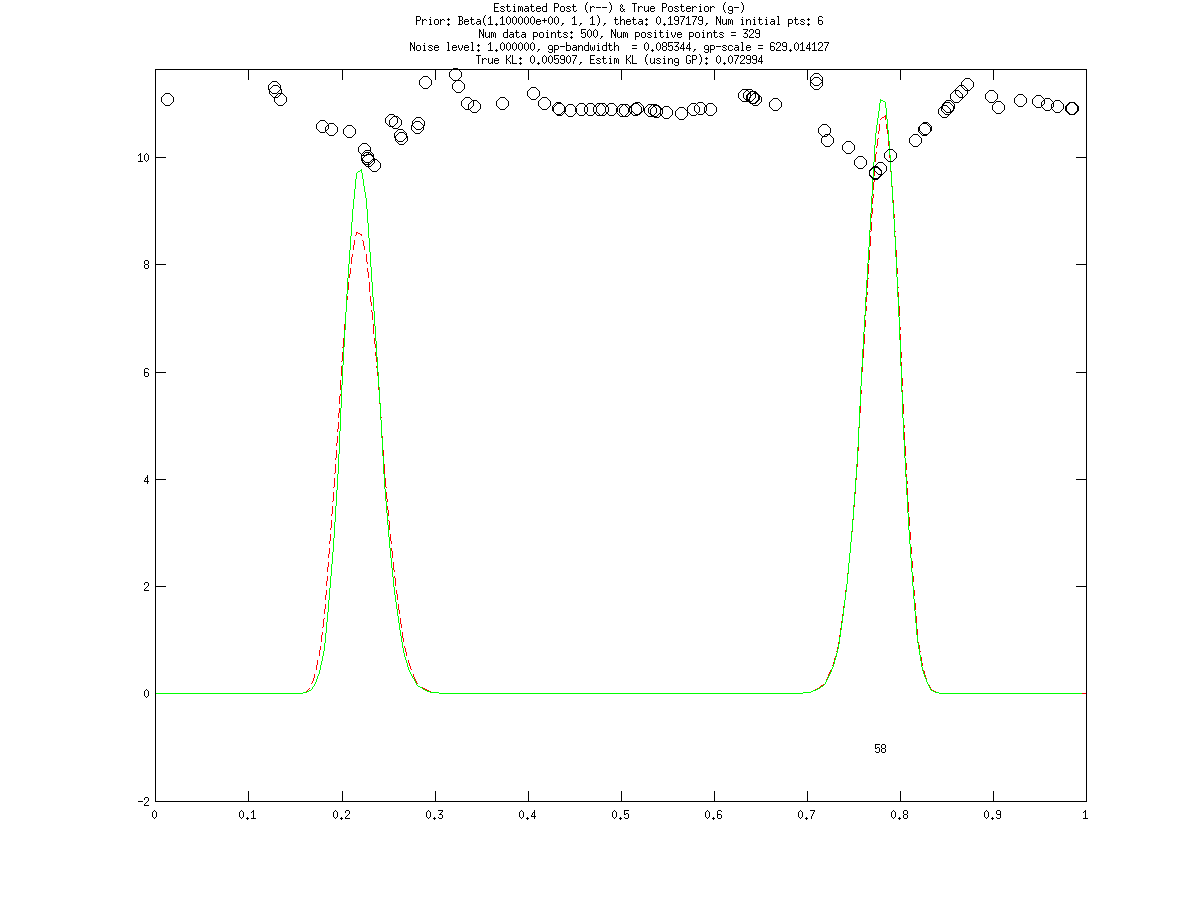 Estimated Post (r--) & True Posterior (g-)
Prior: Beta(1.100000e+00, 1, 1), theta: 0.197179, Num initial pts: 6
Num data points: 500, Num positive points = 329
Noise level: 1.000000, gp-bandwidth  = 0.085344, gp-scale = 629.014127
True KL: 0.005907, Estim KL (using GP): 0.072994
10
8
6
4
2
0
58
-2
0 0.1 0.2 0.3 0.4 0.5 0.6 0.7 0.8 0.9 1